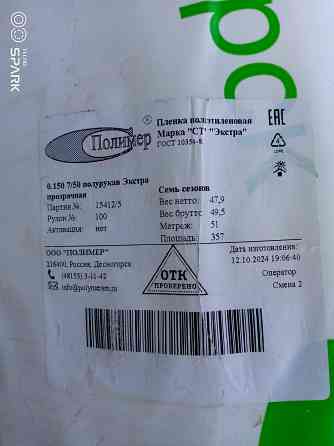 SPARK
Полимер
Пленка полиэтиленовая
Марка "СТ" "Экстра"
ГОСТ 10354-8
EAC
0.150 7/50 полурукав Экстра
прозрачная
Партия №: 15412/5
Рулон №: 100
Активация: нет
Семь сезонов
Вес нетто: 47,9
Вес брутто: 49,5
Метраж: 51
Площадь: 357
ООО "ПОЛИМЕР"
216400, Россия, Десногорск
(48153) 3-11-42
info@polymerru.ru
ОТК
ПРОВЕРЕНО
Дата изготовления:
12.10.2024 19:06:40
Оператор
Смена 2